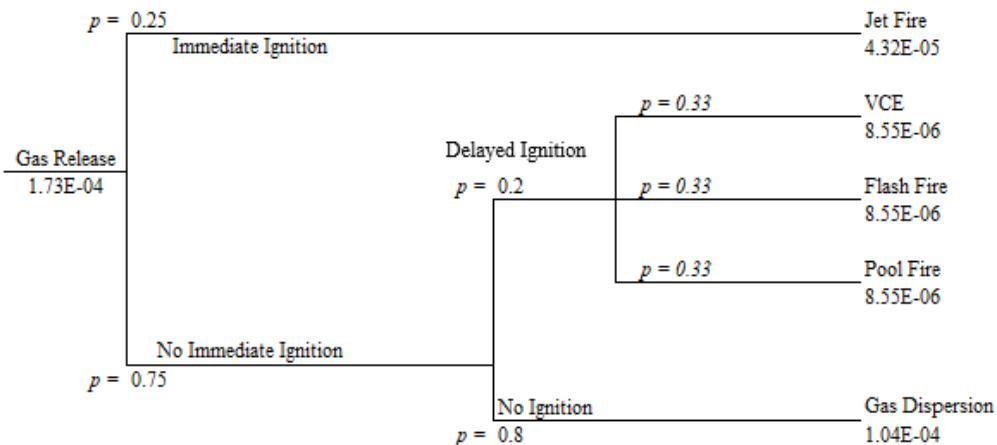 p = 0.25
Immediate Ignition
Jet Fire
4.32E-05
p = 0.33
VCE
8.55E-06
Delayed Ignition
Gas Release
1.73E-04
p = 0.2
p = 0.33
Flash Fire
8.55E-06
p = 0.33
Pool Fire
8.55E-06
No Immediate Ignition
p = 0.75
No Ignition
p = 0.8
Gas Dispersion
1.04E-04